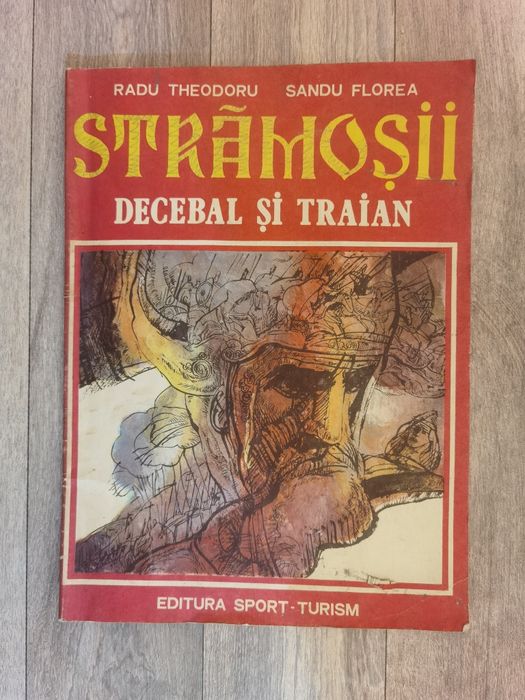 RADU THEODORU SANDU FLOREA
STRĂMOȘII
DECEBAL ȘI TRAIAN
EDITURA SPORT-TURISM